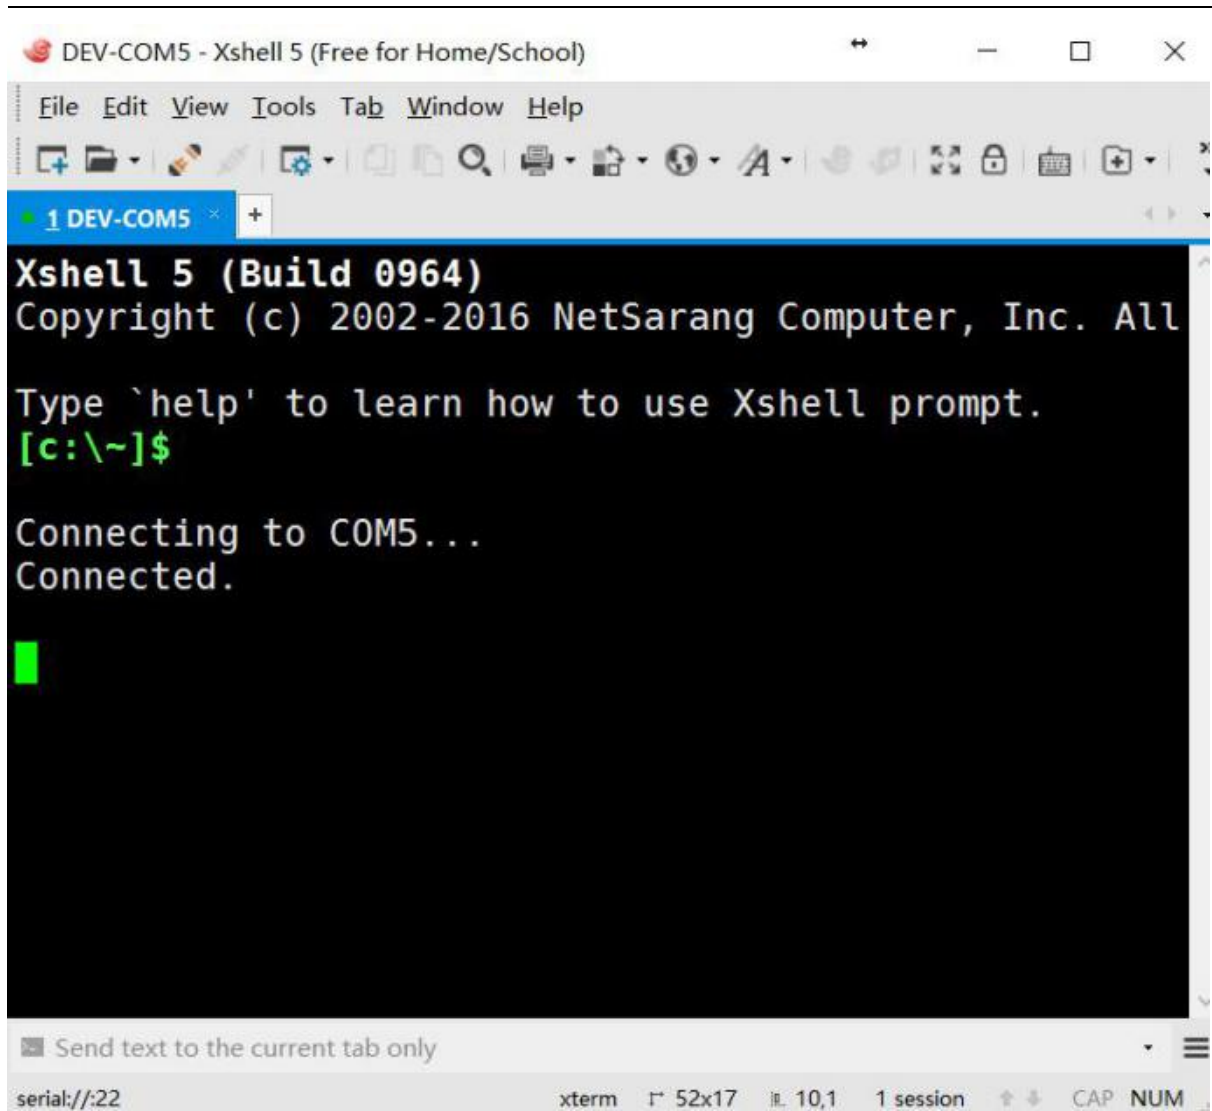 DEV-COM5 - Xshell 5 (Free for Home/School)
File Edit View Tools Tab Window Help
1 DEV-COM5
Xshell 5 (Build 0964)
Copyright (c) 2002-2016 NetSarang Computer, Inc. All
Type `help' to learn how to use Xshell prompt.
[c:\~]$
Connecting to COM5...
Connected.
Send text to the current tab only
serial://:22 xterm 52x17 10,1 1 session CAP NUM